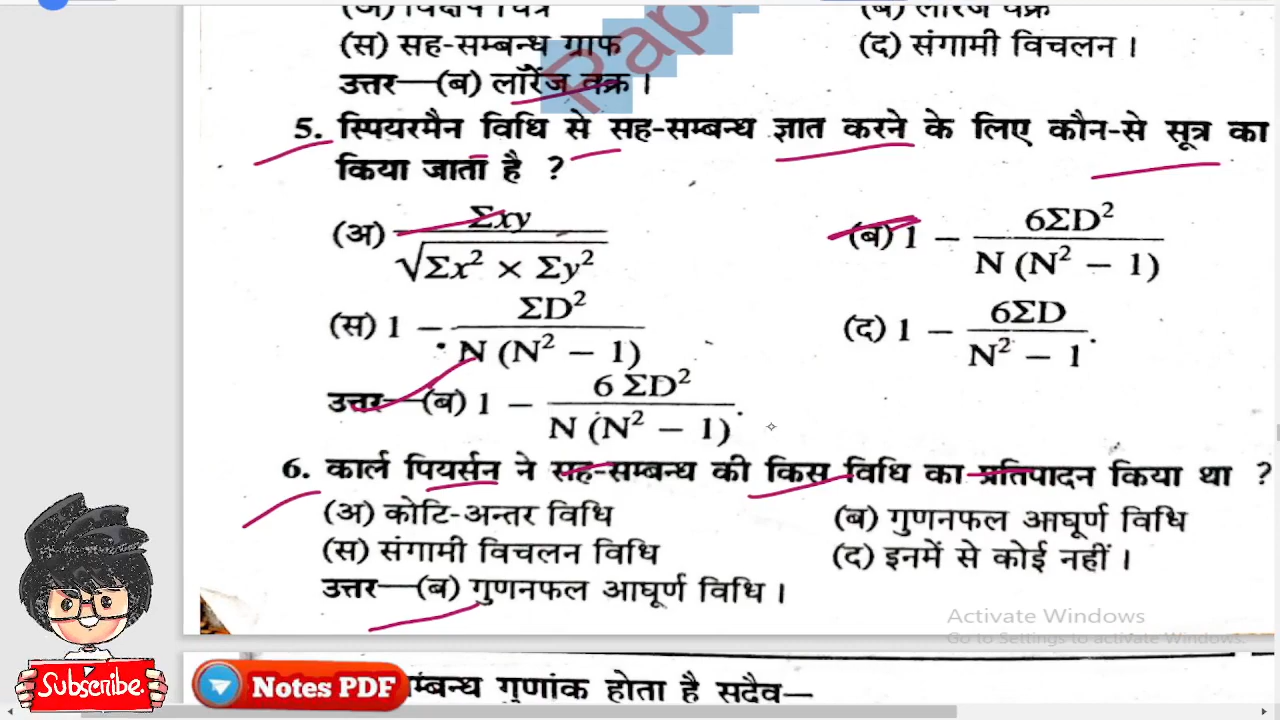 (अ) विक्षेप चित्र (ब) लॉरेंज वक्र
(स) सह-सम्बन्ध ग्राफ (द) संगामी विचलन ।
उत्तर—(ब) लॉरेंज वक्र ।
5. स्पियरमैन विधि से सह-सम्बन्ध ज्ञात करने के लिए कौन-से सूत्र का
किया जाता है ?
(अ) Σxy / √Σx² × Σy² (ब) 1 − 6ΣD² / N (N² − 1)
(स) 1 − ΣD² / N (N² − 1) (द) 1 − 6ΣD / N² − 1 .
उत्तर—(ब) 1 − 6 ΣD² / N (N² − 1) .
6. कार्ल पियर्सन ने सह-सम्बन्ध की किस विधि का प्रतिपादन किया था ?
(अ) कोटि-अन्तर विधि (ब) गुणनफल आघूर्ण विधि
(स) संगामी विचलन विधि (द) इनमें से कोई नहीं ।
उत्तर—(ब) गुणनफल आघूर्ण विधि ।
Activate Windows
Go to Settings to activate Windows.
Subscribe.
Notes PDF
म्बन्ध गुणांक होता है सदैव—